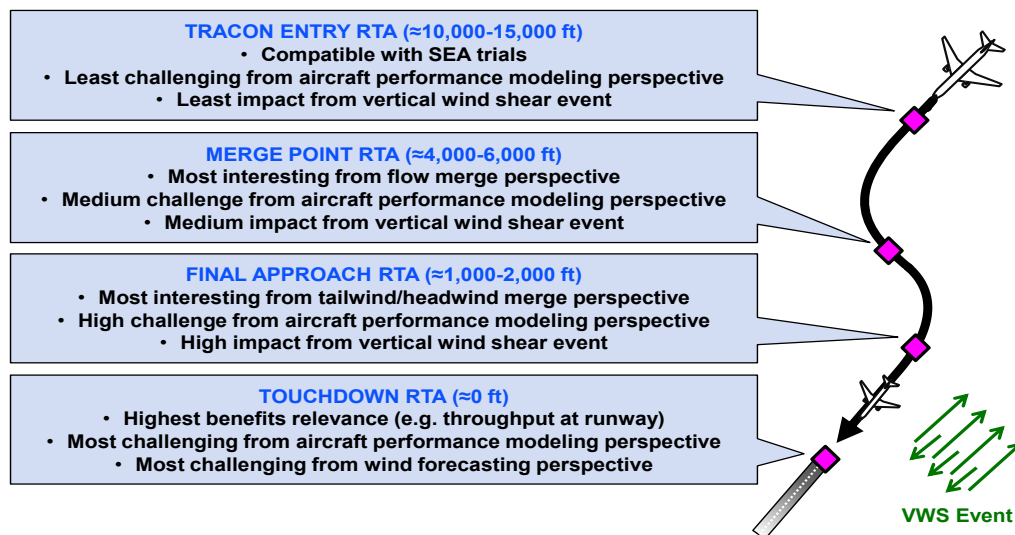 TRACON ENTRY RTA (≈10,000-15,000 ft)
• Compatible with SEA trials
• Least challenging from aircraft performance modeling perspective
• Least impact from vertical wind shear event
MERGE POINT RTA (≈4,000-6,000 ft)
• Most interesting from flow merge perspective
• Medium challenge from aircraft performance modeling perspective
• Medium impact from vertical wind shear event
FINAL APPROACH RTA (≈1,000-2,000 ft)
• Most interesting from tailwind/headwind merge perspective
• High challenge from aircraft performance modeling perspective
• High impact from vertical wind shear event
TOUCHDOWN RTA (≈0 ft)
• Highest benefits relevance (e.g. throughput at runway)
• Most challenging from aircraft performance modeling perspective
• Most challenging from wind forecasting perspective
VWS Event